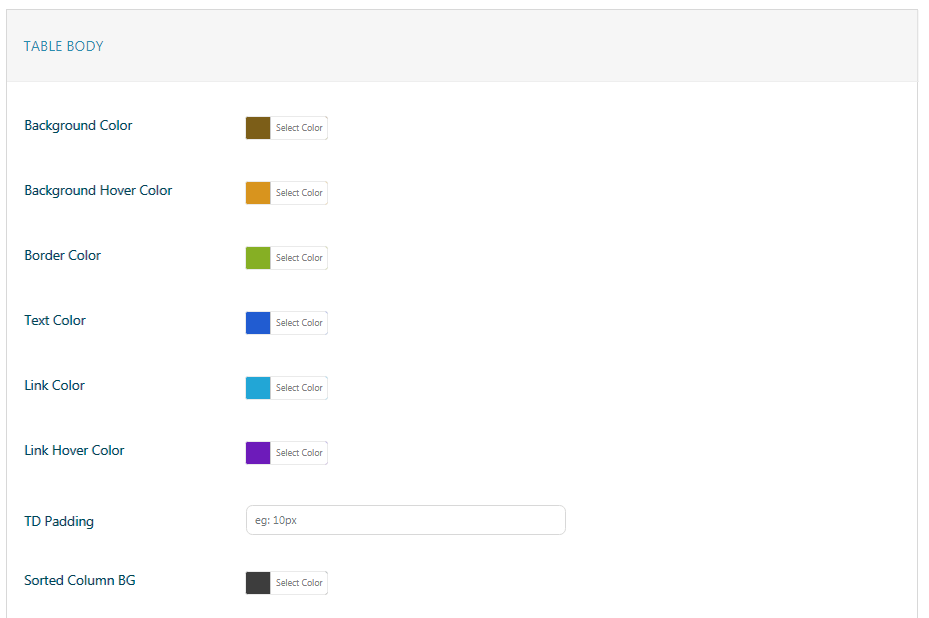 TABLE BODY
Background Color Select Color
Background Hover Color Select Color
Border Color Select Color
Text Color Select Color
Link Color Select Color
Link Hover Color Select Color
TD Padding eg: 10px
Sorted Column BG Select Color